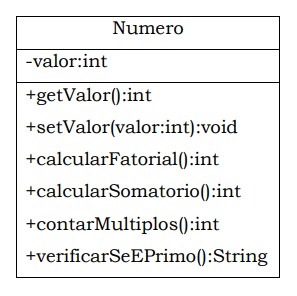 Numero
-valor:int
+getValor():int
+setValor(valor:int):void
+calcularFatorial():int
+calcularSomatorio():int
+contarMultiplos():int
+verificarSeEPrimo():String